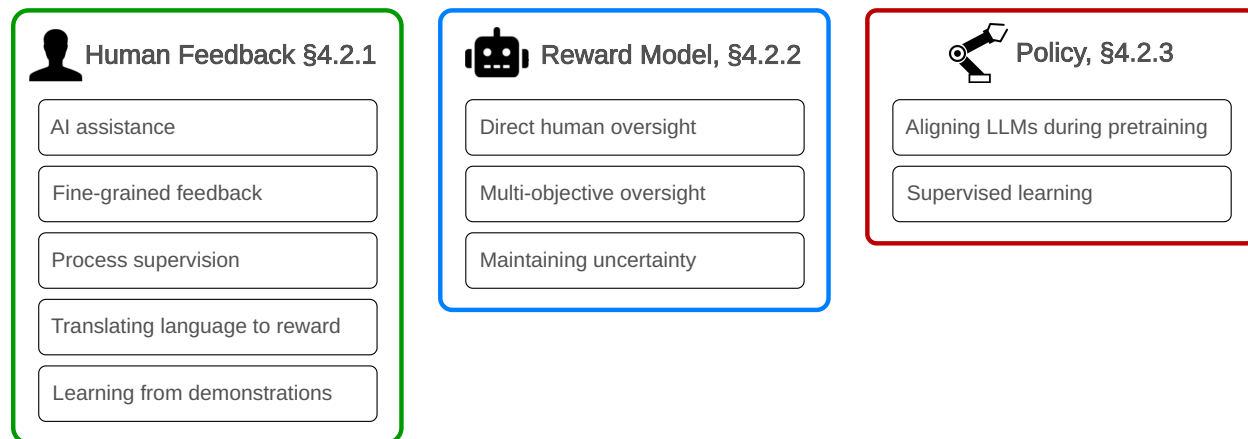 Human Feedback §4.2.1
AI assistance
Fine-grained feedback
Process supervision
Translating language to reward
Learning from demonstrations
Reward Model, §4.2.2
Direct human oversight
Multi-objective oversight
Maintaining uncertainty
Policy, §4.2.3
Aligning LLMs during pretraining
Supervised learning